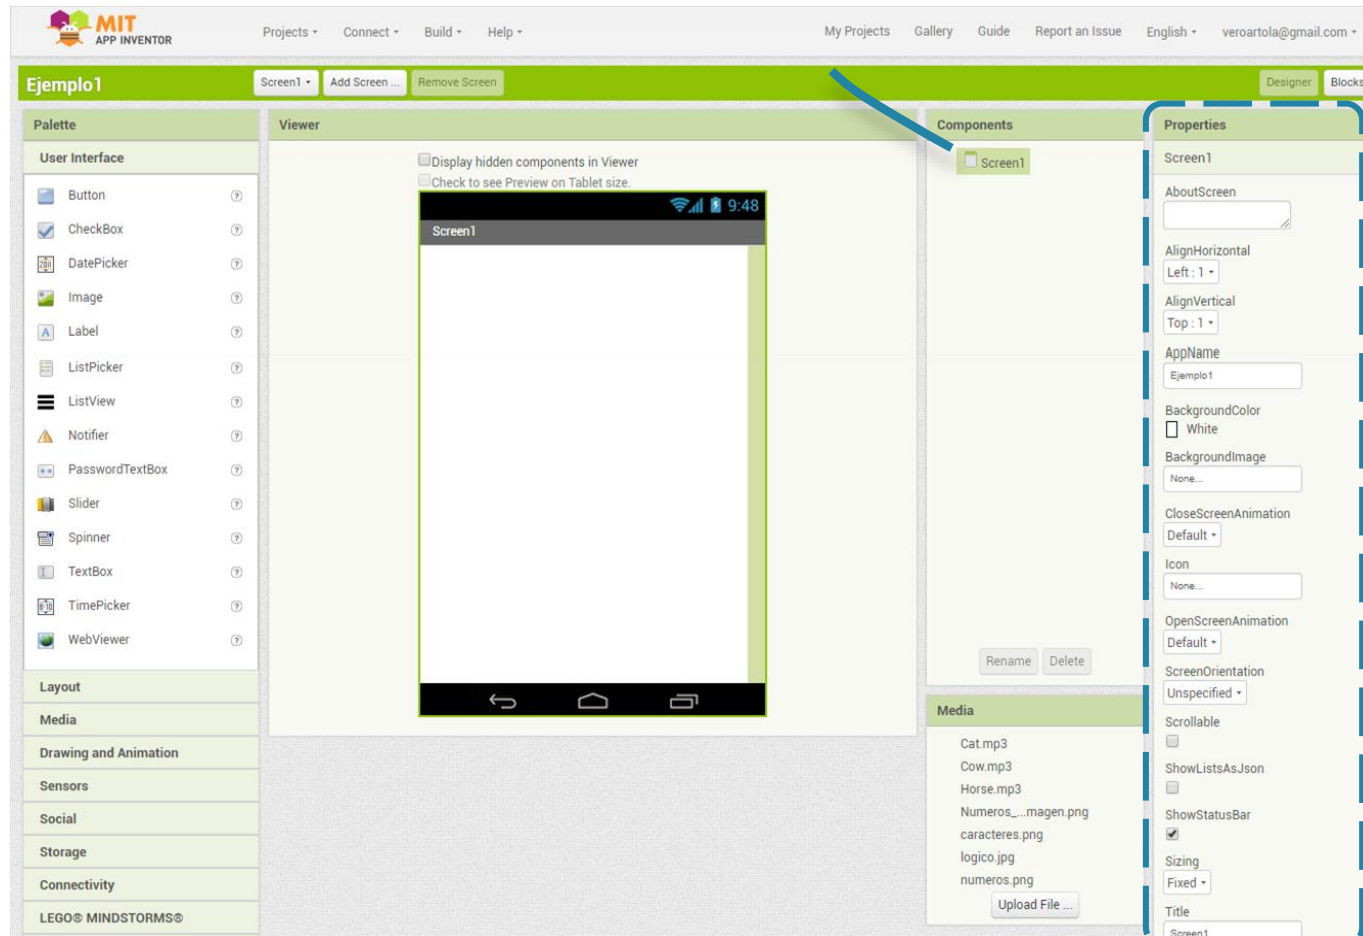 MIT
APP INVENTOR
Projects
Connect
Build
Help
My Projects
Gallery
Guide
Report an Issue
English
veroartola@gmail.com
Ejemplo1
Screen1
Add Screen ...
Remove Screen
Designer
Blocks
Palette
User Interface
Button
CheckBox
DatePicker
Image
Label
ListPicker
ListView
Notifier
PasswordTextBox
Slider
Spinner
TextBox
TimePicker
WebViewer
Layout
Media
Drawing and Animation
Sensors
Social
Storage
Connectivity
LEGO® MINDSTORMS®
Viewer
Display hidden components in Viewer
Check to see Preview on Tablet size.
9:48
Screen1
Components
Screen1
Rename
Delete
Media
Cat.mp3
Cow.mp3
Horse.mp3
Numeros_...magen.png
caracteres.png
logico.jpg
numeros.png
Upload File ...
Properties
Screen1
AboutScreen
AlignHorizontal
Left : 1
AlignVertical
Top : 1
AppName
Ejemplo1
BackgroundColor
White
BackgroundImage
None...
CloseScreenAnimation
Default
Icon
None...
OpenScreenAnimation
Default
ScreenOrientation
Unspecified
Scrollable
ShowListsAsJson
ShowStatusBar
Sizing
Fixed
Title
Screen1